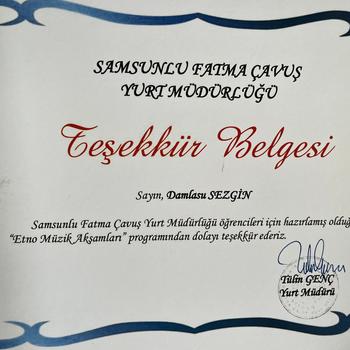 SAMSUNLU FATMA ÇAVUŞ
YURT MÜDÜRLÜĞÜ
Teşekkür Belgesi
Sayın, Damlasu SEZGİN
Samsunlu Fatma Çavuş Yurt Müdürlüğü öğrencileri için hazırlamış olduğ
"Etno Müzik Akşamları" programından dolayı teşekkür ederiz.
Tülin GENÇ
Yurt Müdürü